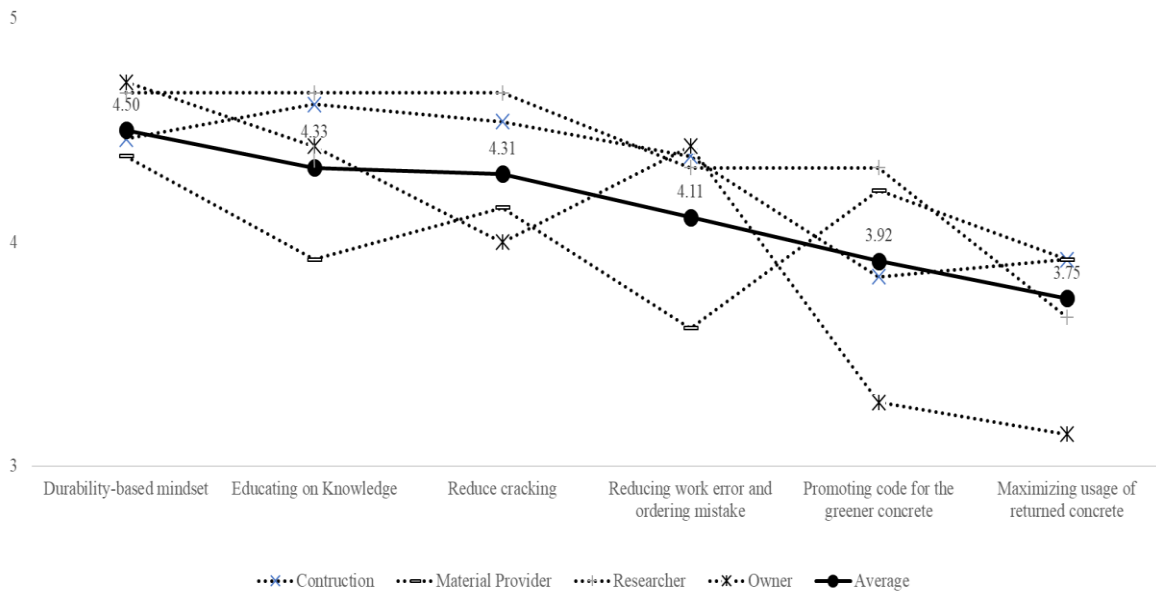 5
4.50
4.33
4.31
4.11
4
3.92
3.75
3
Durability-based mindset
Educating on Knowledge
Reduce cracking
Reducing work error and
ordering mistake
Promoting code for the
greener concrete
Maximizing usage of
returned concrete
Contruction
Material Provider
Researcher
Owner
Average